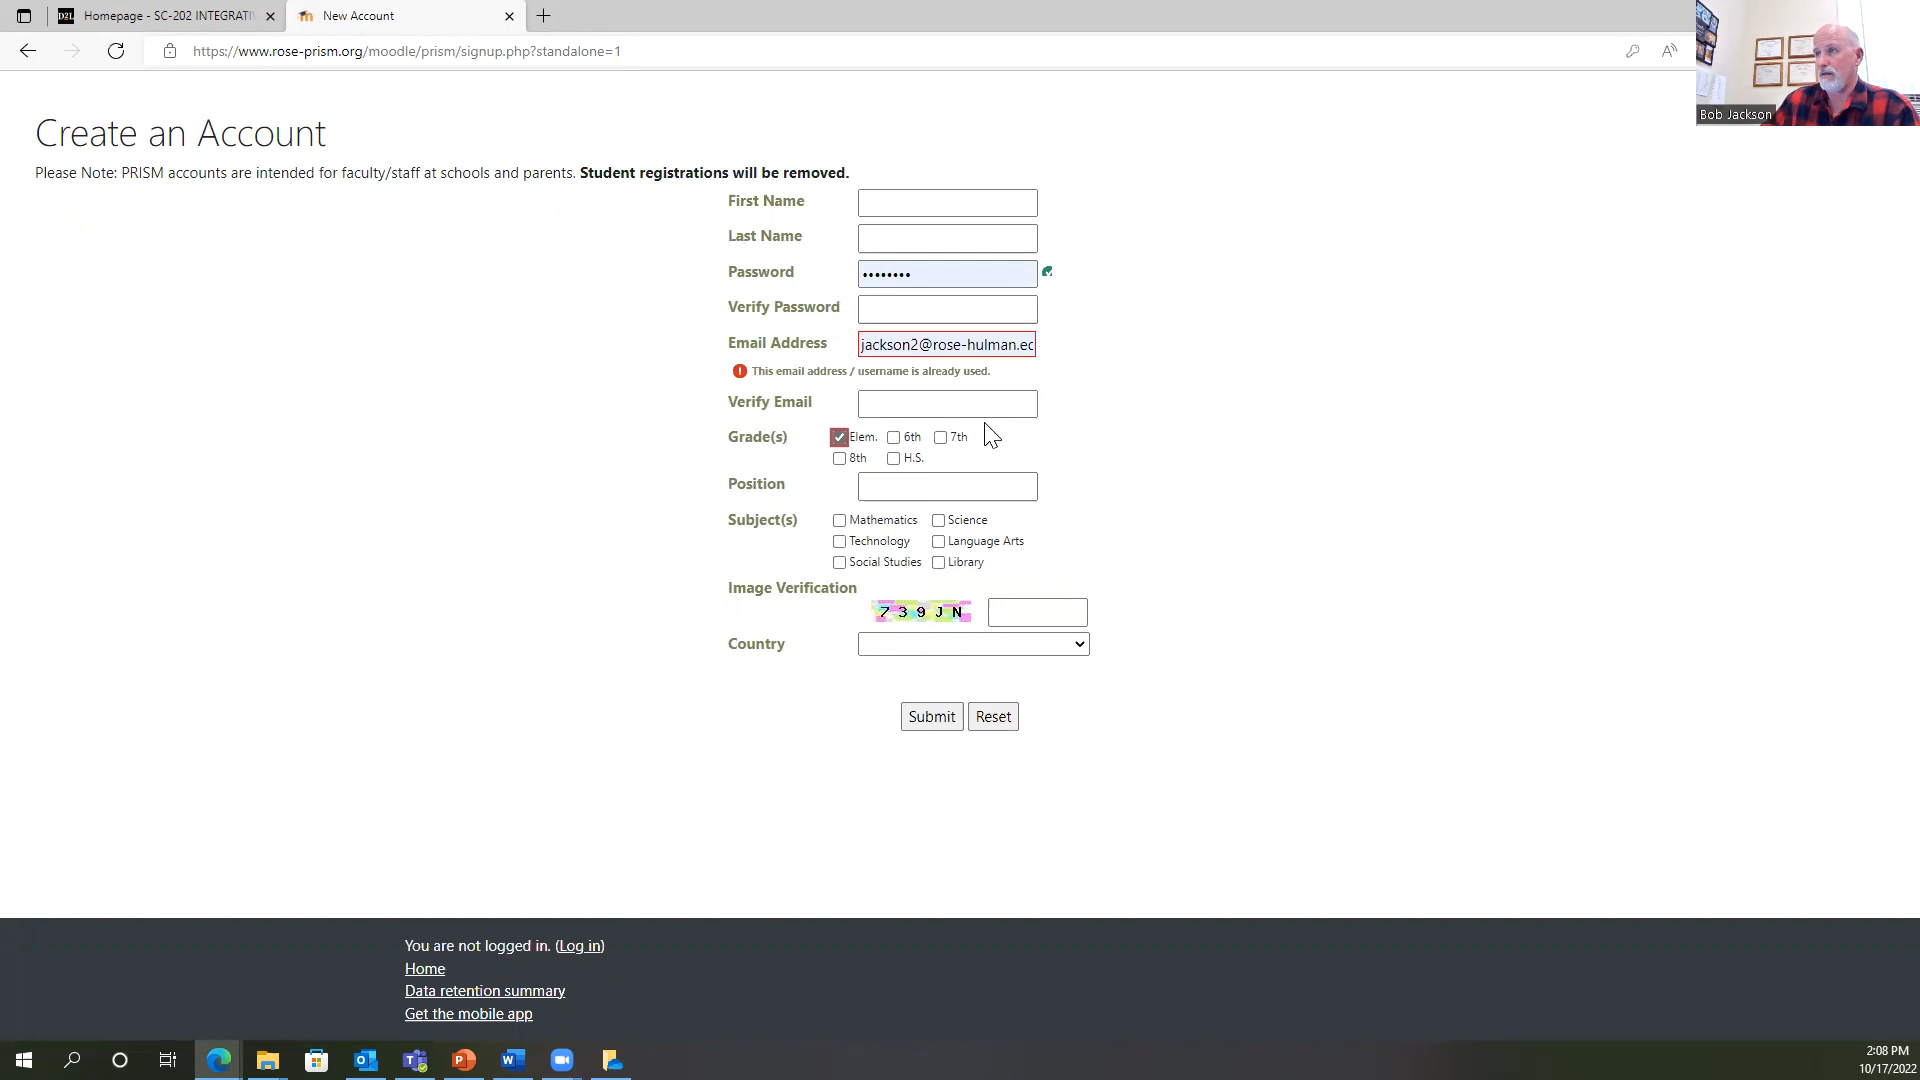 D2L Homepage - SC-202 INTEGRATI
New Account
https://www.rose-prism.org/moodle/prism/signup.php?standalone=1
Bob Jackson
Create an Account
Please Note: PRISM accounts are intended for faculty/staff at schools and parents. Student registrations will be removed.
First Name
Last Name
Password ••••••••
Verify Password
Email Address jackson2@rose-hulman.ec
This email address / username is already used.
Verify Email
Grade(s) Elem. 6th 7th
8th H.S.
Position
Subject(s) Mathematics Science
Technology Language Arts
Social Studies Library
Image Verification
7 3 9 J N
Country
Submit Reset
You are not logged in. (Log in)
Home
Data retention summary
Get the mobile app
2:08 PM
10/17/2022